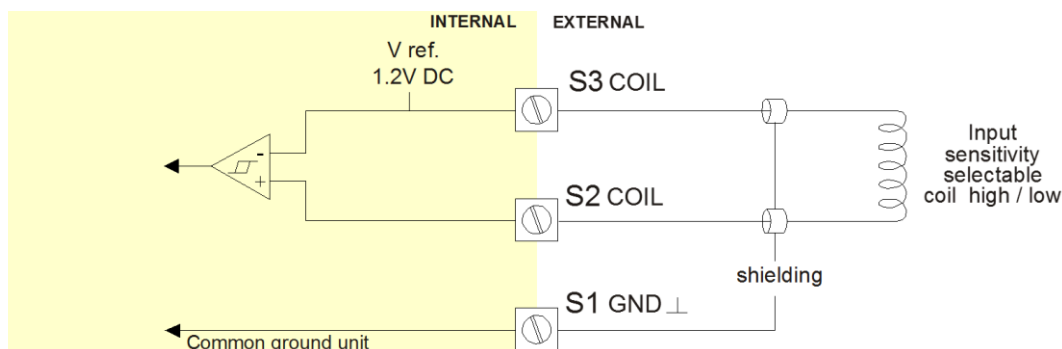 INTERNAL EXTERNAL
V ref.
1.2V DC
S3 COIL
-
+
Input
sensitivity
selectable
coil high / low
S2 COIL
shielding
S1 GND ⊥
Common ground unit